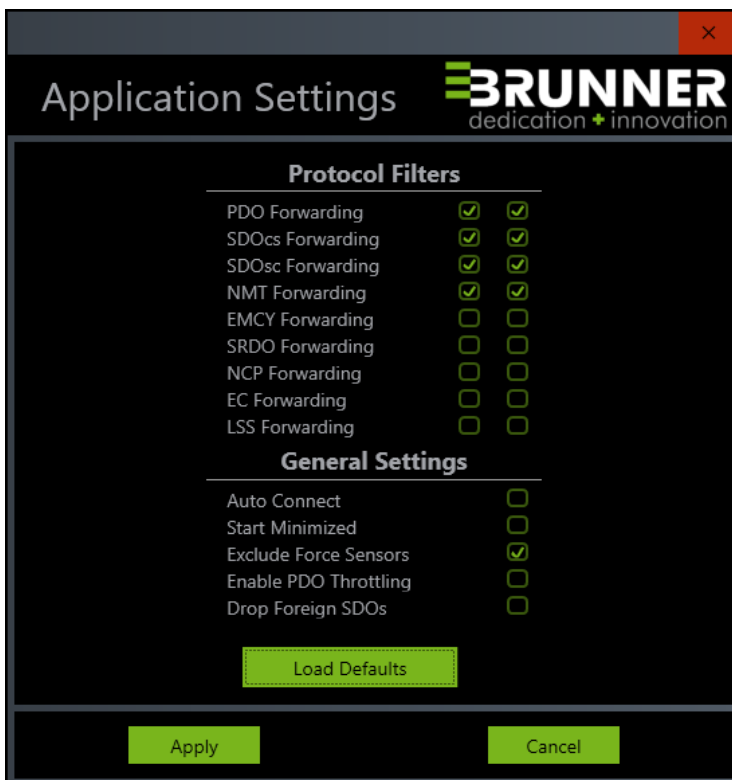 Application Settings
BRUNNER
dedication + innovation
Protocol Filters
PDO Forwarding
SDOcs Forwarding
SDOsc Forwarding
NMT Forwarding
EMCY Forwarding
SRDO Forwarding
NCP Forwarding
EC Forwarding
LSS Forwarding
General Settings
Auto Connect
Start Minimized
Exclude Force Sensors
Enable PDO Throttling
Drop Foreign SDOs
Load Defaults
Apply
Cancel